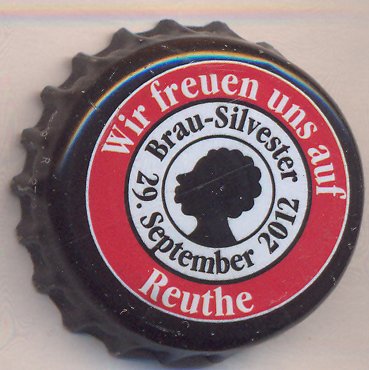 Wir freuen uns auf
Brau-Silvester
29. September 2012
Reuthe